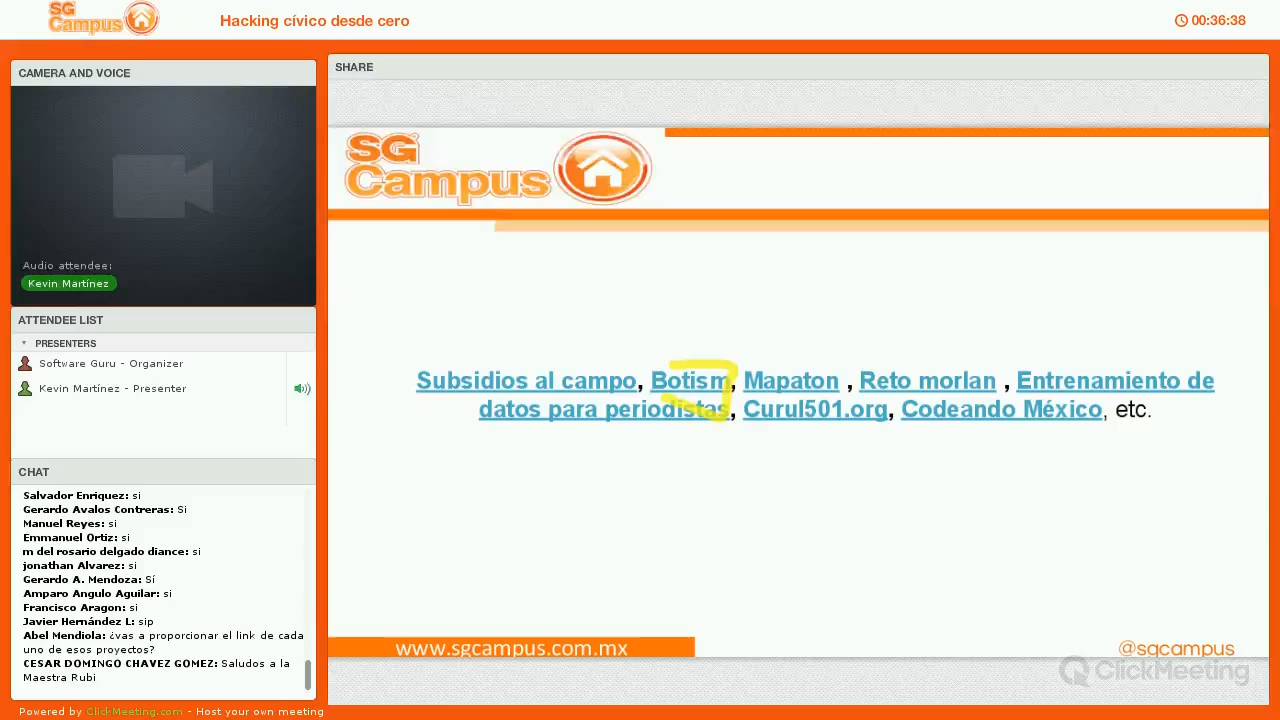 SG Campus
Hacking cívico desde cero
00:36:38
CAMERA AND VOICE
Audio attendee:
Kevin Martínez
ATTENDEE LIST
PRESENTERS
Software Guru - Organizer
Kevin Martínez - Presenter
CHAT
Salvador Enriquez: si
Gerardo Avalos Contreras: Si
Manuel Reyes: si
Emmanuel Ortiz: si
m del rosario delgado diance: si
jonathan Alvarez: si
Gerardo A. Mendoza: Sí
Amparo Angulo Aguilar: si
Francisco Aragon: si
Javier Hernández L: sip
Abel Mendiola: ¿vas a proporcionar el link de cada
uno de esos proyectos?
CESAR DOMINGO CHAVEZ GOMEZ: Saludos a la
Maestra Rubi
Powered by ClickMeeting.com - Host your own meeting
SHARE
SG
Campus
Subsidios al campo, Botism, Mapaton , Reto morlan , Entrenamiento de
datos para periodistas, Curul501.org, Codeando México, etc.
www.sgcampus.com.mx
@sgcampus
ClickMeeting